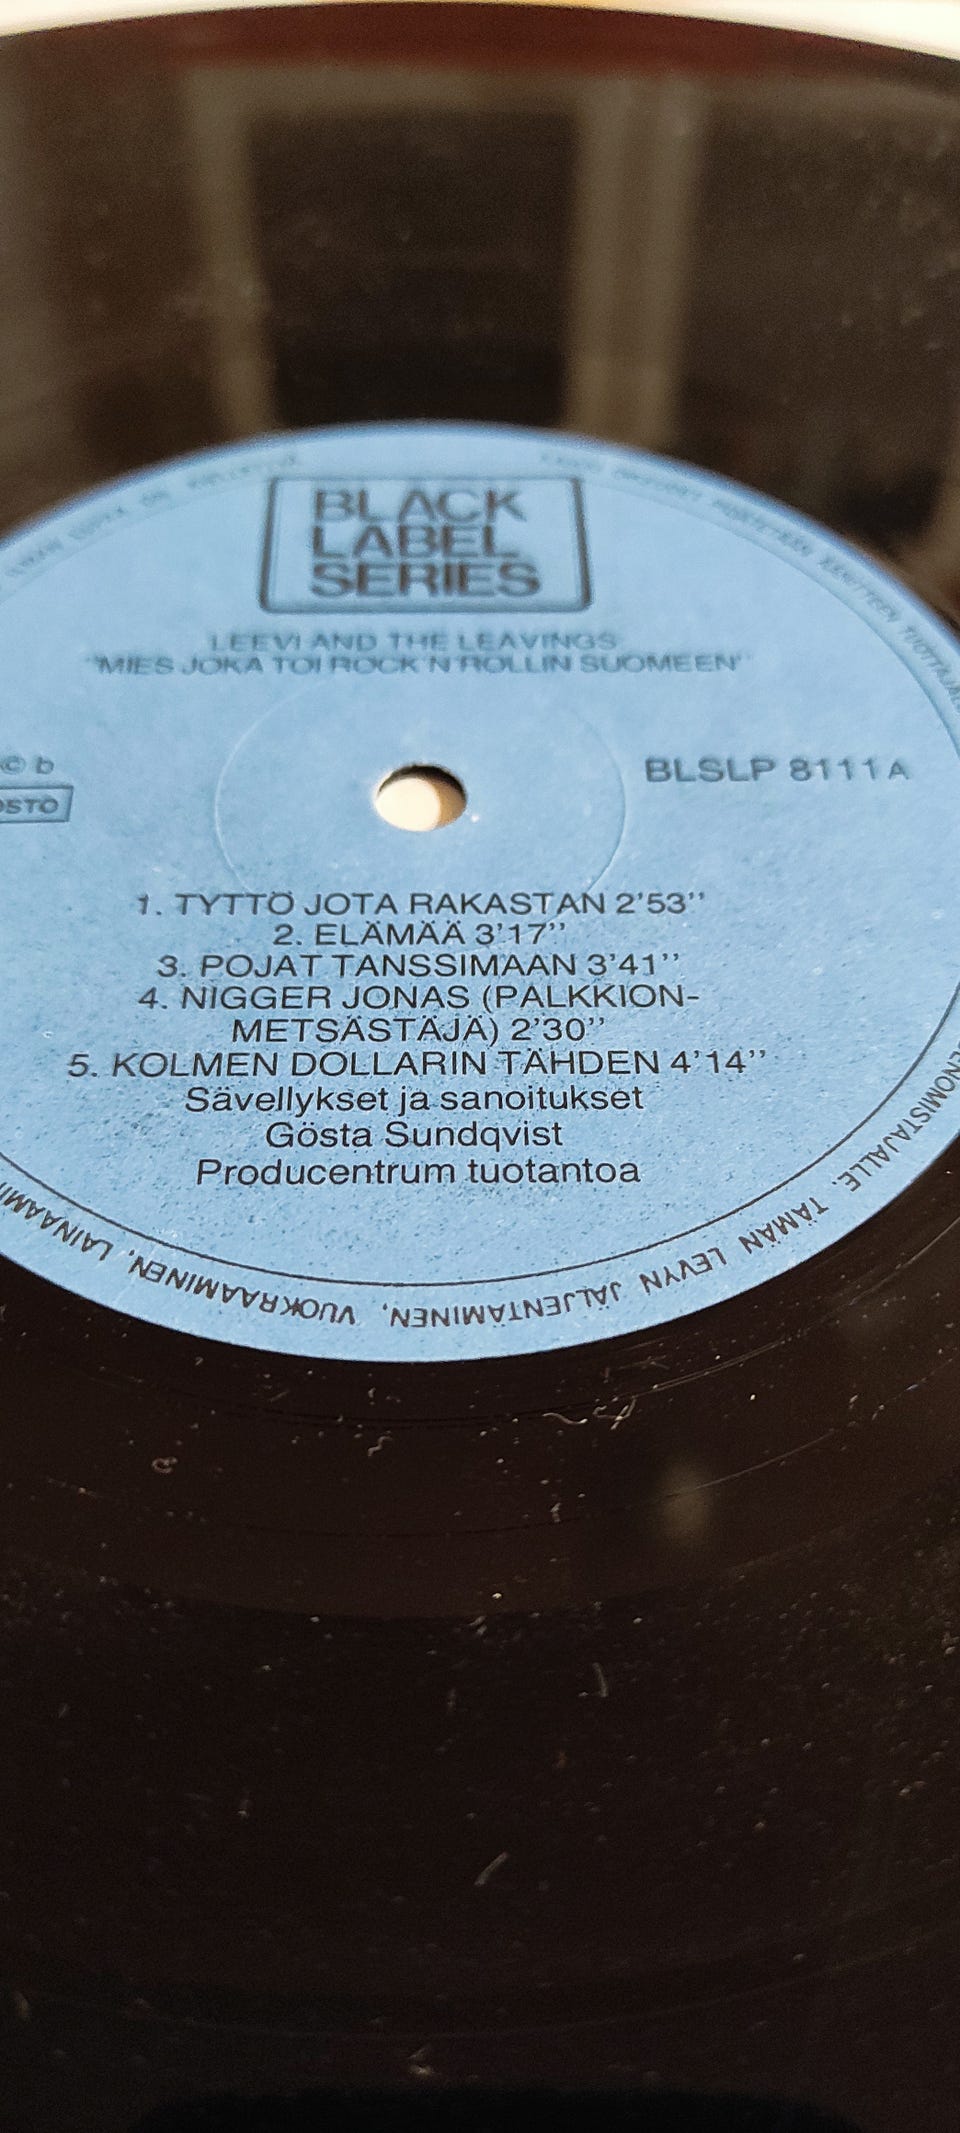 BLACK
LABEL
SERIES
LEEVI AND THE LEAVINGS
"MIES JOKA TOI ROCK'N'ROLLIN SUOMEEN"
© b
BLSLP 8111 A
1. TYTTÖ JOTA RAKASTAN 2'53''
2. ELÄMÄÄ 3'17''
3. POJAT TANSSIMAAN 3'41''
4. NIGGER JONAS (PALKKION-
METSÄSTÄJÄ) 2'30''
5. KOLMEN DOLLARIN TÄHDEN 4'14''
Sävellykset ja sanoitukset
Gösta Sundqvist
Producentrum tuotantoa
TÄMÄN LEVYN JÄLJENTÄMINEN, VUOKRAAMINEN,